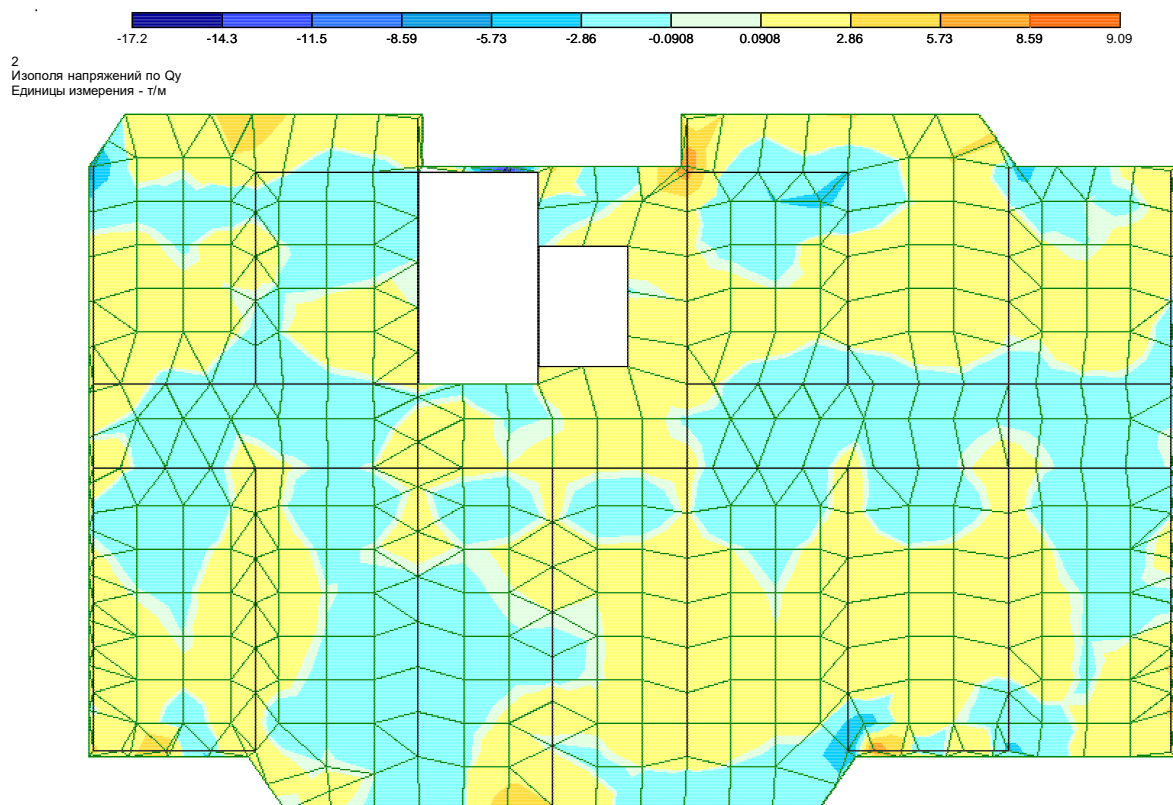 -17.2 -14.3 -11.5 -8.59 -5.73 -2.86 -0.0908 0.0908 2.86 5.73 8.59 9.09
2
Изополя напряжений по Qy
Единицы измерения - т/м